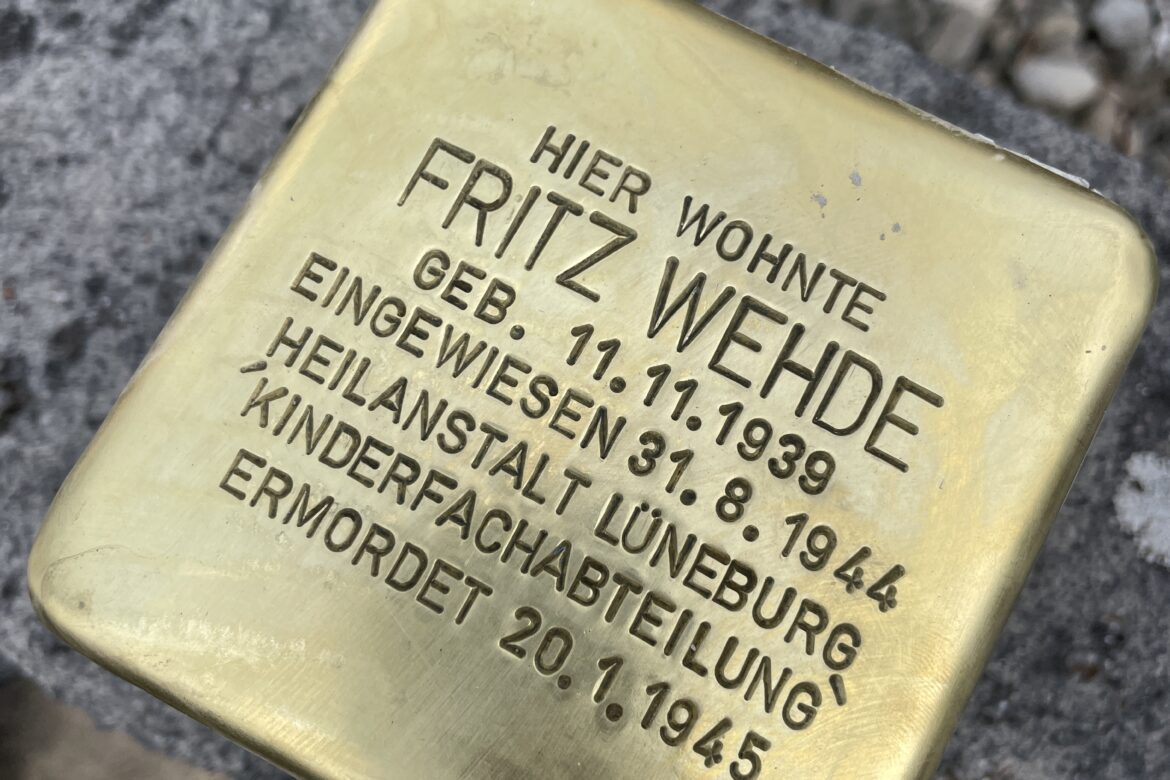 HIER WOHNTE
FRITZ WEHDE
GEB. 11.11.1939
EINGEWIESEN 31.8.1944
HEILANSTALT LÜNEBURG
´KINDERFACHABTEILUNG`
ERMORDET 20.1.1945